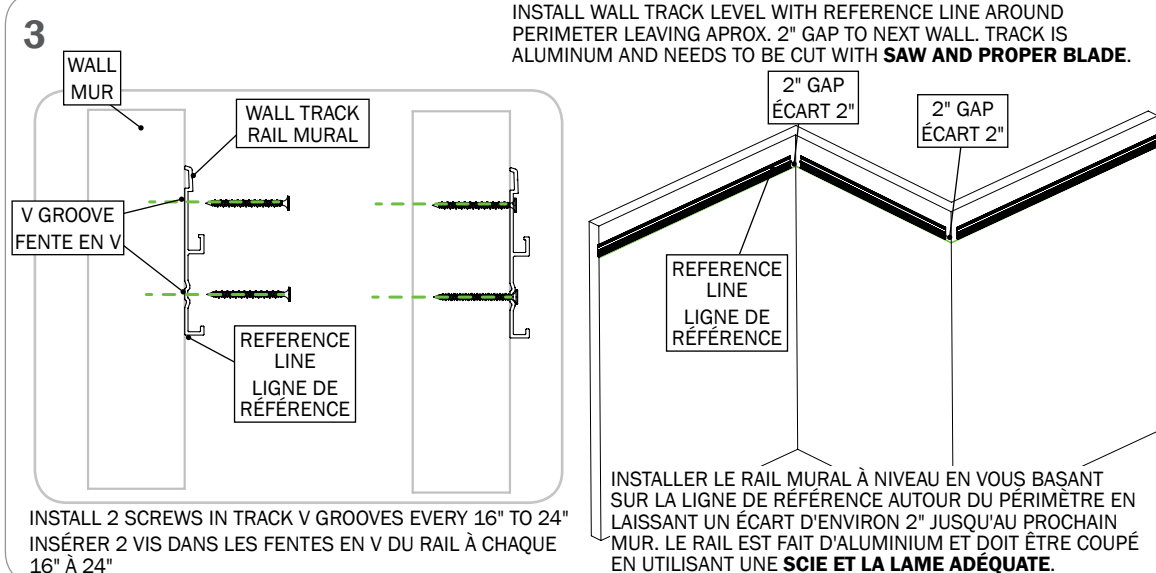 3
INSTALL WALL TRACK LEVEL WITH REFERENCE LINE AROUND
PERIMETER LEAVING APROX. 2" GAP TO NEXT WALL. TRACK IS
ALUMINUM AND NEEDS TO BE CUT WITH SAW AND PROPER BLADE.
WALL
MUR
WALL TRACK
RAIL MURAL
V GROOVE
FENTE EN V
REFERENCE
LINE
LIGNE DE
RÉFÉRENCE
INSTALL 2 SCREWS IN TRACK V GROOVES EVERY 16" TO 24"
INSÉRER 2 VIS DANS LES FENTES EN V DU RAIL À CHAQUE
16" À 24"
2" GAP
ÉCART 2"
2" GAP
ÉCART 2"
REFERENCE
LINE
LIGNE DE
RÉFÉRENCE
INSTALLER LE RAIL MURAL À NIVEAU EN VOUS BASANT
SUR LA LIGNE DE RÉFÉRENCE AUTOUR DU PÉRIMÈTRE EN
LAISSANT UN ÉCART D'ENVIRON 2" JUSQU'AU PROCHAIN
MUR. LE RAIL EST FAIT D'ALUMINIUM ET DOIT ÊTRE COUPÉ
EN UTILISANT UNE SCIE ET LA LAME ADÉQUATE.